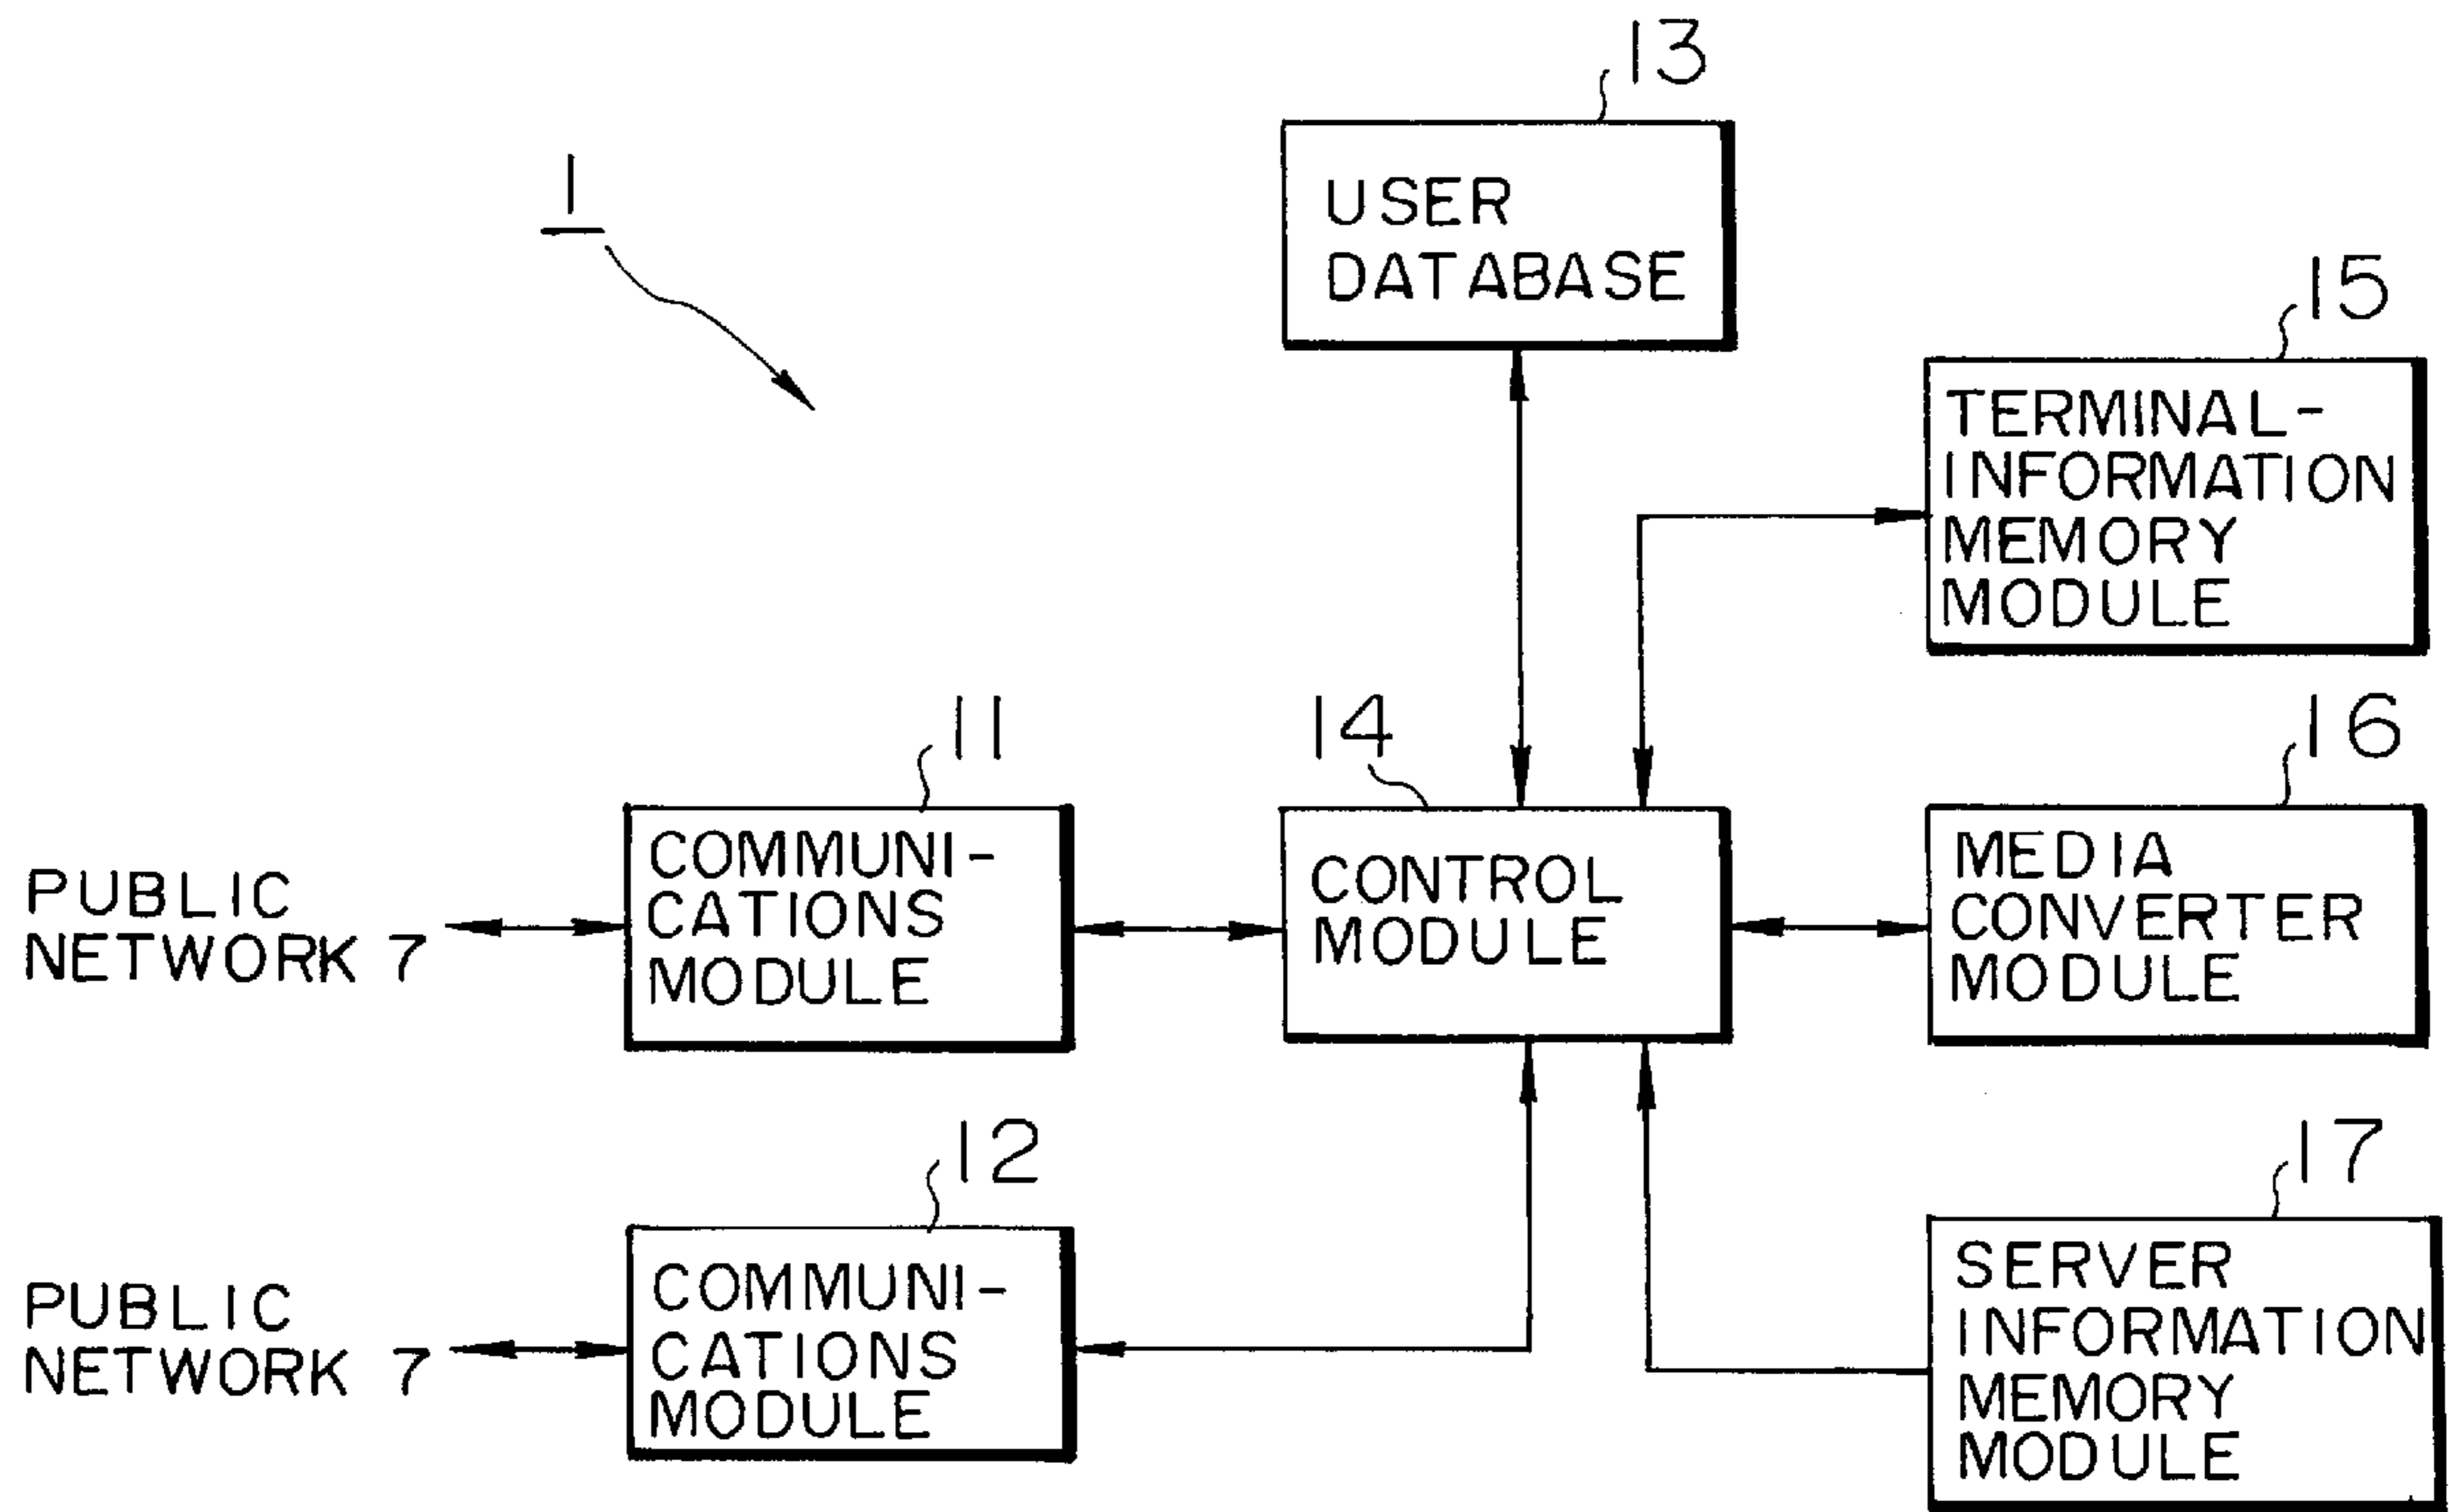 1
13
USER
DATABASE
15
TERMINAL-
INFORMATION
MEMORY
MODULE
11
COMMUNI-
CATIONS
MODULE
PUBLIC
NETWORK 7
14
CONTROL
MODULE
16
MEDIA
CONVERTER
MODULE
12
COMMUNI-
CATIONS
MODULE
PUBLIC
NETWORK 7
17
SERVER
INFORMATION
MEMORY
MODULE